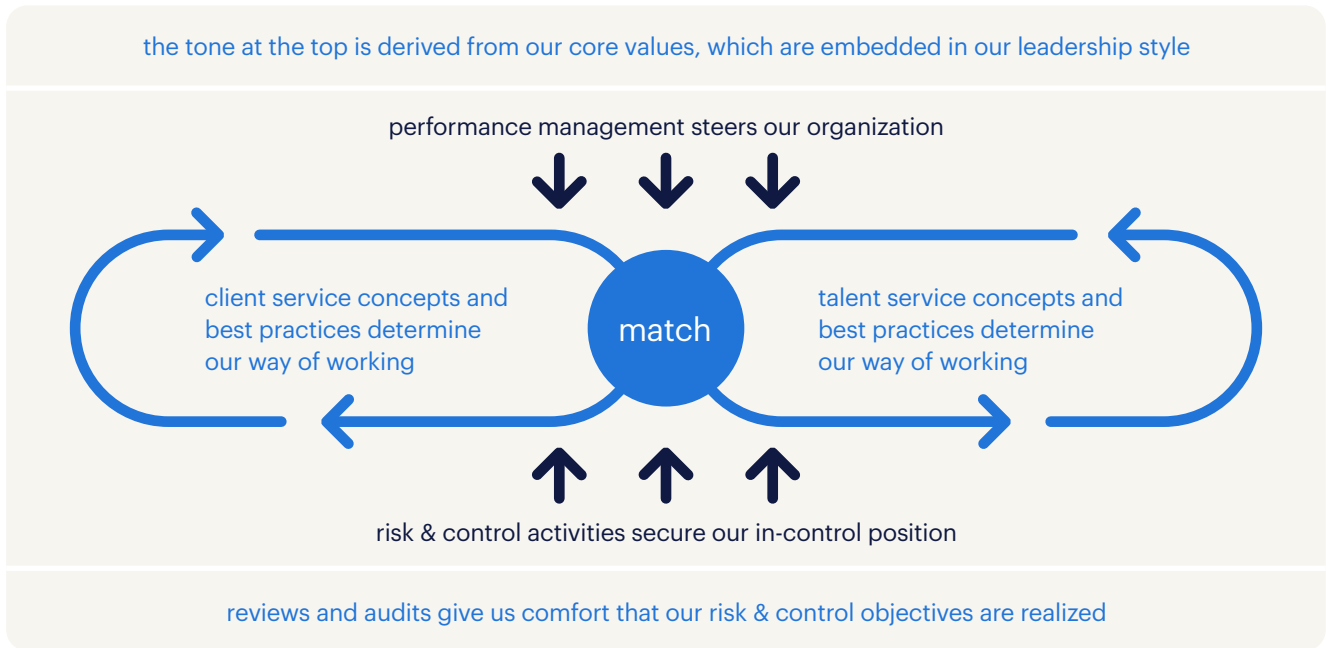 the tone at the top is derived from our core values, which are embedded in our leadership style
performance management steers our organization
client service concepts and
best practices determine
our way of working
match
talent service concepts and
best practices determine
our way of working
risk & control activities secure our in-control position
reviews and audits give us comfort that our risk & control objectives are realized